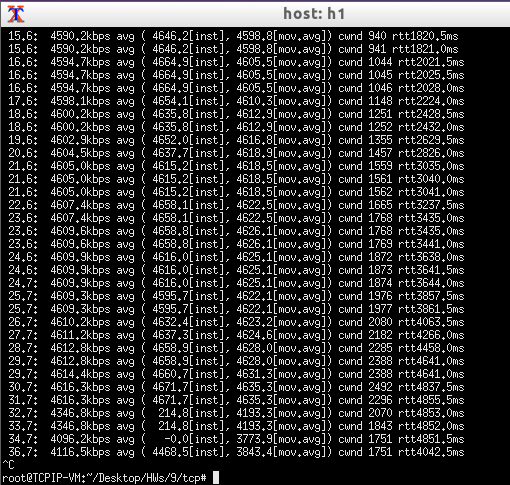 host: h1
15.6: 4590.2kbps avg ( 4646.2[inst], 4598.8[mov.avg]) cwnd 940 rtt1820.5ms
15.6: 4590.2kbps avg ( 4646.2[inst], 4598.8[mov.avg]) cwnd 941 rtt1821.0ms
16.6: 4594.7kbps avg ( 4664.9[inst], 4605.5[mov.avg]) cwnd 1044 rtt2021.5ms
16.6: 4594.7kbps avg ( 4664.9[inst], 4605.5[mov.avg]) cwnd 1045 rtt2025.5ms
16.6: 4594.7kbps avg ( 4664.9[inst], 4605.5[mov.avg]) cwnd 1046 rtt2028.0ms
17.6: 4598.1kbps avg ( 4654.1[inst], 4610.3[mov.avg]) cwnd 1148 rtt2224.0ms
18.6: 4600.2kbps avg ( 4635.8[inst], 4612.9[mov.avg]) cwnd 1251 rtt2428.5ms
18.6: 4600.2kbps avg ( 4635.8[inst], 4612.9[mov.avg]) cwnd 1252 rtt2432.0ms
19.6: 4602.9kbps avg ( 4652.0[inst], 4616.8[mov.avg]) cwnd 1355 rtt2629.5ms
20.6: 4604.5kbps avg ( 4637.7[inst], 4618.9[mov.avg]) cwnd 1457 rtt2826.0ms
21.6: 4605.0kbps avg ( 4615.2[inst], 4618.5[mov.avg]) cwnd 1559 rtt3035.0ms
21.6: 4605.0kbps avg ( 4615.2[inst], 4618.5[mov.avg]) cwnd 1561 rtt3040.0ms
21.6: 4605.0kbps avg ( 4615.2[inst], 4618.5[mov.avg]) cwnd 1562 rtt3041.0ms
22.6: 4607.4kbps avg ( 4658.1[inst], 4622.5[mov.avg]) cwnd 1665 rtt3237.5ms
23.6: 4607.4kbps avg ( 4658.1[inst], 4622.5[mov.avg]) cwnd 1768 rtt3435.0ms
23.6: 4609.6kbps avg ( 4658.8[inst], 4626.1[mov.avg]) cwnd 1768 rtt3435.0ms
23.6: 4609.6kbps avg ( 4658.8[inst], 4626.1[mov.avg]) cwnd 1769 rtt3441.0ms
24.6: 4609.9kbps avg ( 4616.0[inst], 4625.1[mov.avg]) cwnd 1872 rtt3638.0ms
24.6: 4609.9kbps avg ( 4616.0[inst], 4625.1[mov.avg]) cwnd 1873 rtt3641.5ms
24.7: 4609.9kbps avg ( 4616.0[inst], 4625.1[mov.avg]) cwnd 1874 rtt3644.0ms
25.7: 4609.3kbps avg ( 4595.7[inst], 4622.1[mov.avg]) cwnd 1976 rtt3857.5ms
25.7: 4609.3kbps avg ( 4595.7[inst], 4622.1[mov.avg]) cwnd 1977 rtt3861.5ms
26.7: 4610.2kbps avg ( 4632.4[inst], 4623.2[mov.avg]) cwnd 2080 rtt4063.5ms
27.7: 4611.2kbps avg ( 4637.3[inst], 4624.6[mov.avg]) cwnd 2182 rtt4266.0ms
28.7: 4612.8kbps avg ( 4658.9[inst], 4628.0[mov.avg]) cwnd 2285 rtt4458.0ms
29.7: 4612.8kbps avg ( 4658.9[inst], 4628.0[mov.avg]) cwnd 2388 rtt4641.0ms
29.7: 4614.4kbps avg ( 4660.7[inst], 4631.3[mov.avg]) cwnd 2388 rtt4641.0ms
30.7: 4616.3kbps avg ( 4671.7[inst], 4635.3[mov.avg]) cwnd 2492 rtt4837.5ms
31.7: 4616.3kbps avg ( 4671.7[inst], 4635.3[mov.avg]) cwnd 2296 rtt4855.5ms
32.7: 4346.8kbps avg ( 214.8[inst], 4193.3[mov.avg]) cwnd 2070 rtt4853.0ms
33.7: 4346.8kbps avg ( 214.8[inst], 4193.3[mov.avg]) cwnd 1843 rtt4852.0ms
34.7: 4096.2kbps avg ( -0.0[inst], 3773.9[mov.avg]) cwnd 1751 rtt4851.5ms
36.7: 4116.5kbps avg ( 4468.5[inst], 3843.4[mov.avg]) cwnd 1751 rtt4042.5ms
^C
root@TCPIP-VM:~/Desktop/HWs/9/tcp#